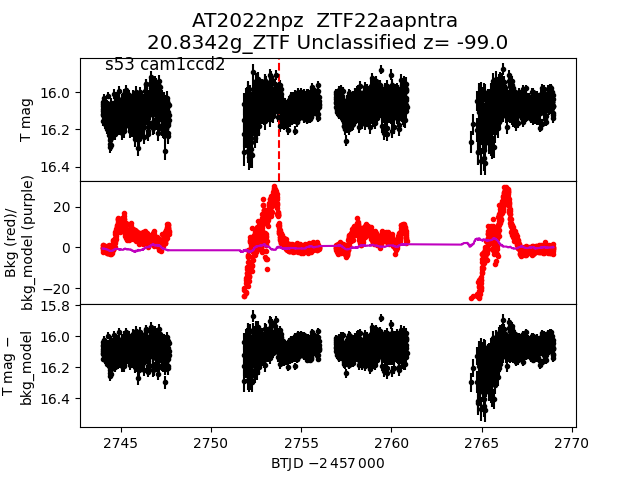 AT2022npz ZTF22aapntra
20.8342g_ZTF Unclassified z= -99.0
s53 cam1ccd2
T mag
16.0
16.2
16.4
Bkg (red)/
bkg_model (purple)
20
0
−20
T mag −
bkg_model
15.8
16.0
16.2
16.4
2745
2750
2755
2760
2765
2770
BTJD −2 457 000